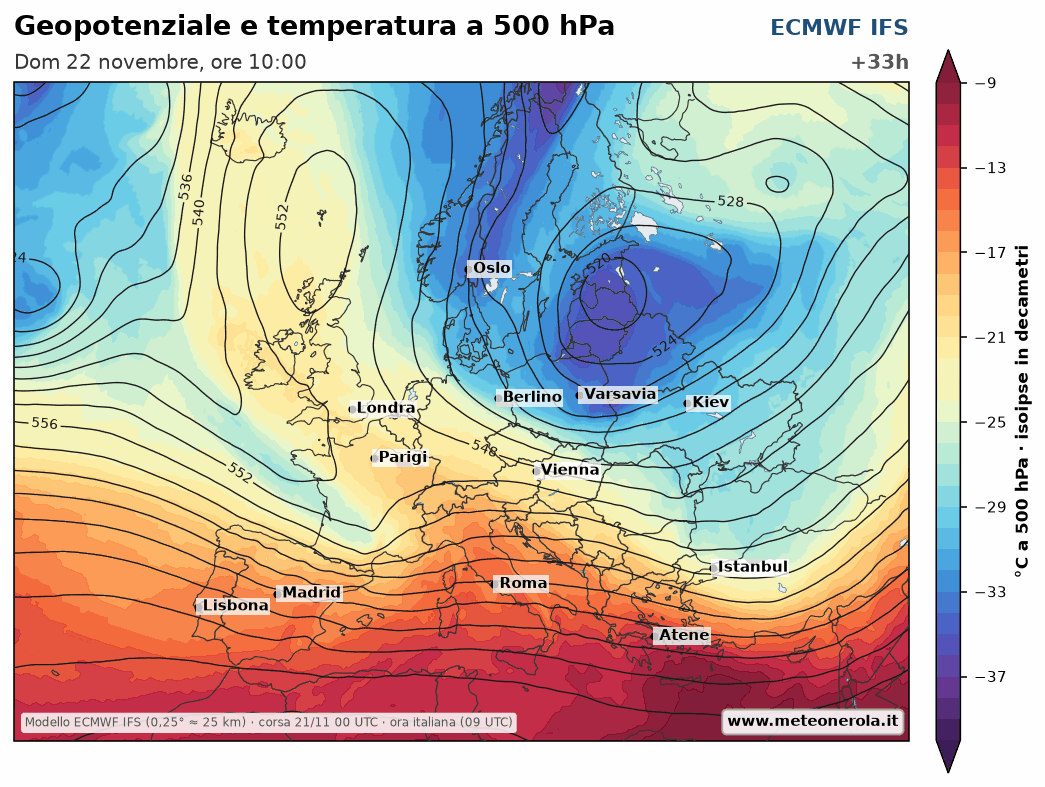 Geopotenziale e temperatura a 500 hPa
ECMWF IFS
Dom 22 novembre, ore 10:00
+33h
−9
−13
−17
−21
−25
−29
−33
−37
°C a 500 hPa · isoipse in decametri
536
540
552
528
24
520
524
Oslo
Berlino
Varsavia
Kiev
Londra
556
548
Parigi
552
Vienna
Istanbul
Roma
Madrid
Lisbona
Atene
Modello ECMWF IFS (0,25° ≈ 25 km) · corsa 21/11 00 UTC · ora italiana (09 UTC)
www.meteonerola.it